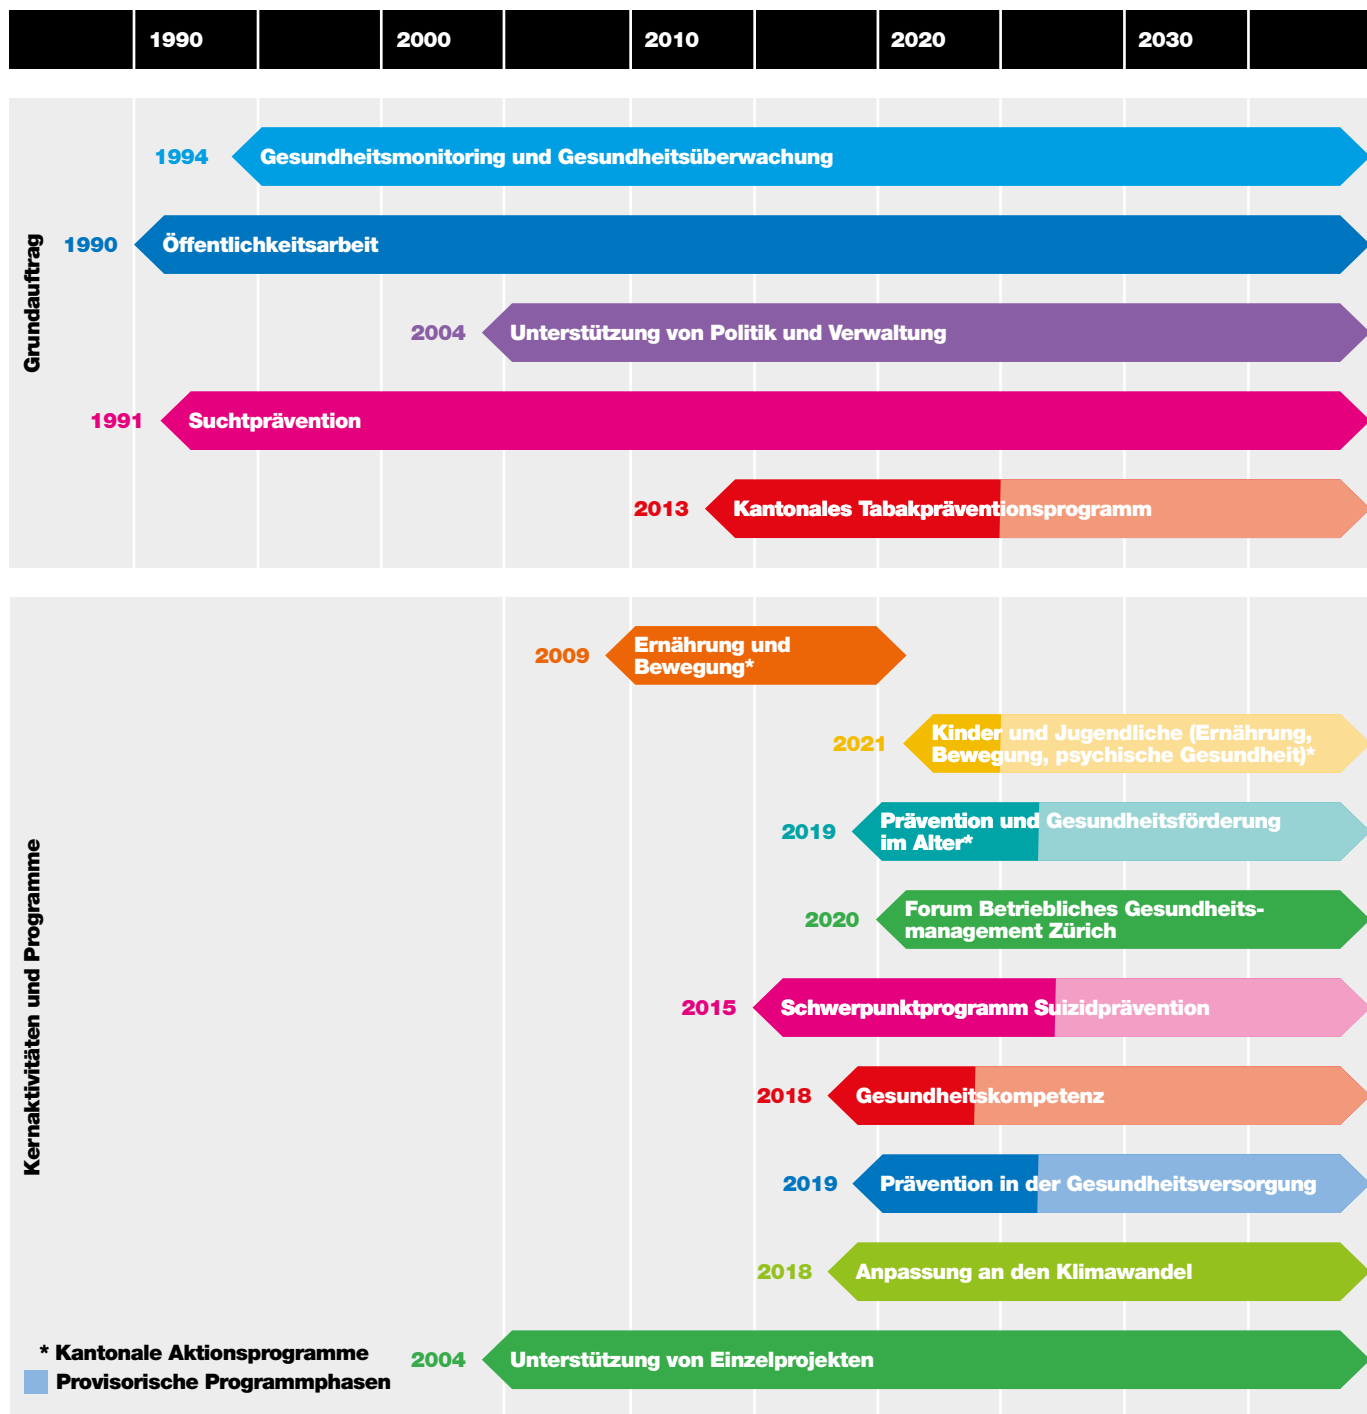 1990 2000 2010 2020 2030
Grundauftrag
1994 Gesundheitsmonitoring und Gesundheitsüberwachung
1990 Öffentlichkeitsarbeit
2004 Unterstützung von Politik und Verwaltung
1991 Suchtprävention
2013 Kantonales Tabakpräventionsprogramm
Kernaktivitäten und Programme
2009 Ernährung und
Bewegung*
2021 Kinder und Jugendliche (Ernährung,
Bewegung, psychische Gesundheit)*
2019 Prävention und Gesundheitsförderung
im Alter*
2020 Forum Betriebliches Gesundheits-
management Zürich
2015 Schwerpunktprogramm Suizidprävention
2018 Gesundheitskompetenz
2019 Prävention in der Gesundheitsversorgung
2018 Anpassung an den Klimawandel
2004 Unterstützung von Einzelprojekten
* Kantonale Aktionsprogramme
Provisorische Programmphasen